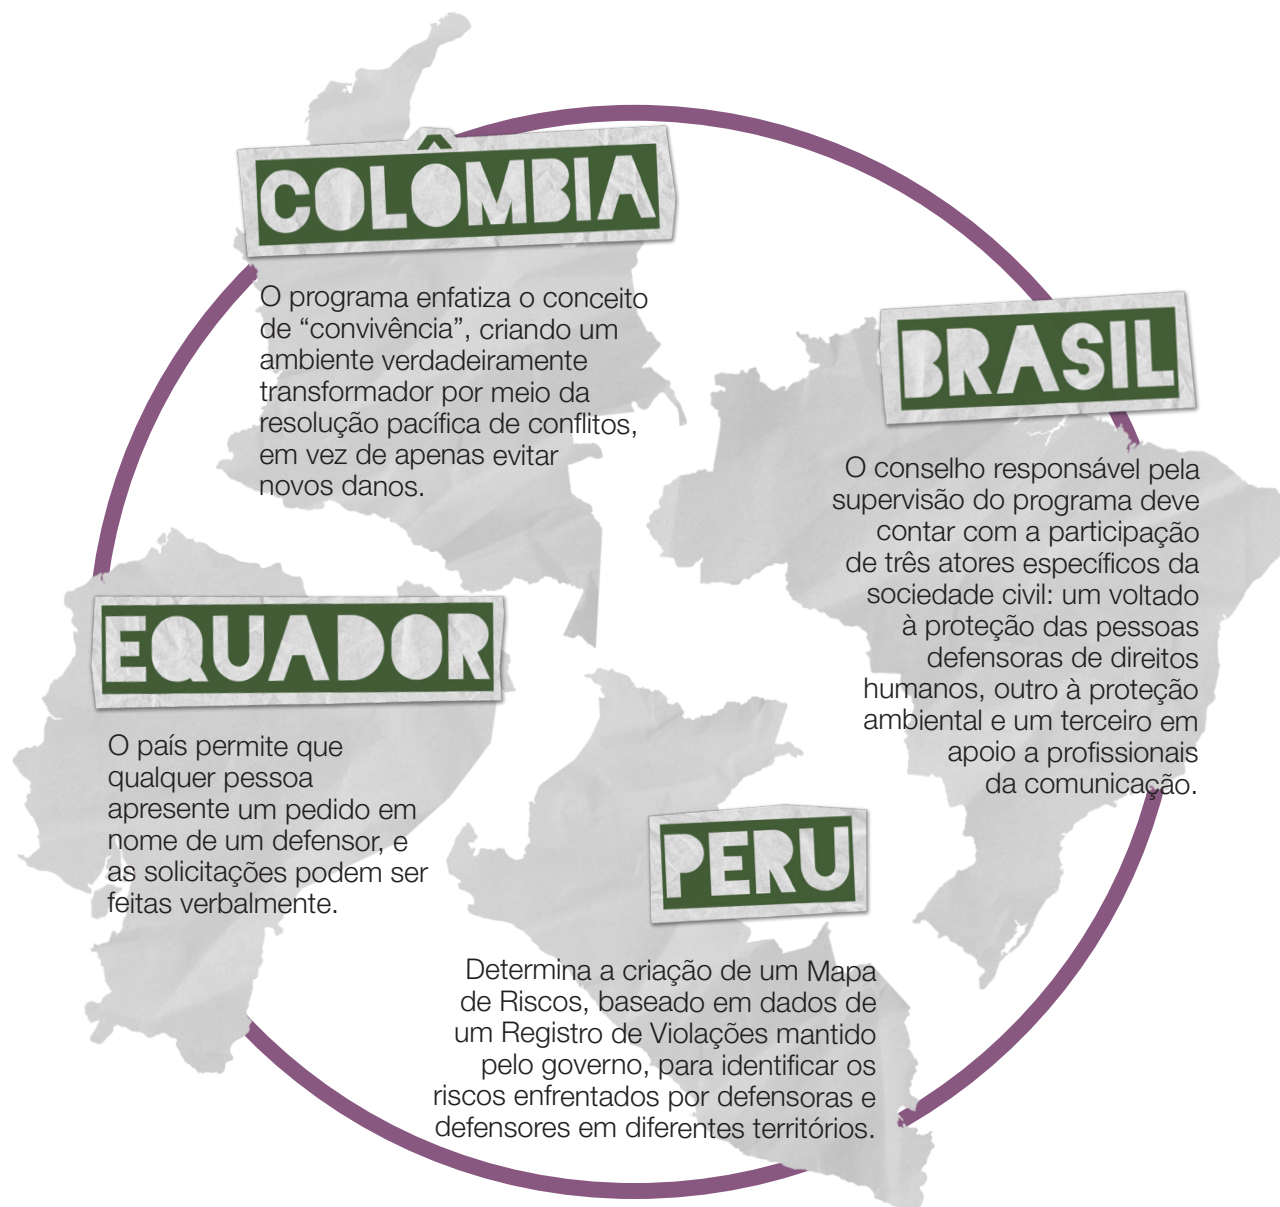 COLÔMBIA
O programa enfatiza o conceito
de “convivência”, criando um
ambiente verdadeiramente
transformador por meio da
resolução pacífica de conflitos,
em vez de apenas evitar
novos danos.
BRASIL
O conselho responsável pela
supervisão do programa deve
contar com a participação
de três atores específicos da
sociedade civil: um voltado
à proteção das pessoas
defensoras de direitos
humanos, outro à proteção
ambiental e um terceiro em
apoio a profissionais
da comunicação.
EQUADOR
O país permite que
qualquer pessoa
apresente um pedido em
nome de um defensor, e
as solicitações podem ser
feitas verbalmente.
PERU
Determina a criação de um Mapa
de Riscos, baseado em dados de
um Registro de Violações mantido
pelo governo, para identificar os
riscos enfrentados por defensoras e
defensores em diferentes territórios.